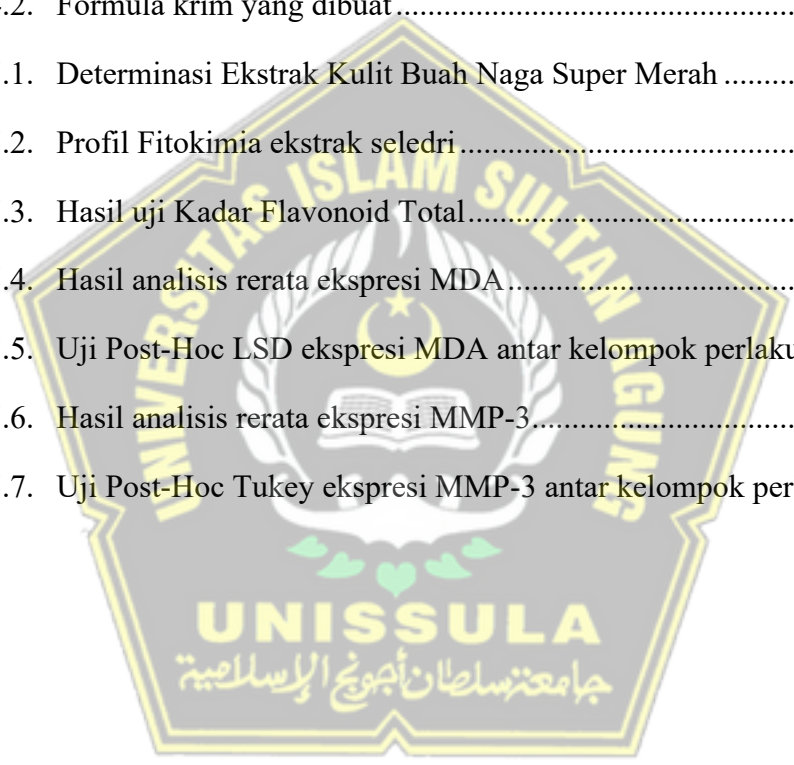 .2. Formula krim yang dibuat
.1. Determinasi Ekstrak Kulit Buah Naga Super Merah
.2. Profil Fitokimia ekstrak seledri
.3. Hasil uji Kadar Flavonoid Total
.4. Hasil analisis rerata ekspresi MDA
.5. Uji Post-Hoc LSD ekspresi MDA antar kelompok perlaku
.6. Hasil analisis rerata ekspresi MMP-3
.7. Uji Post-Hoc Tukey ekspresi MMP-3 antar kelompok per
UNIVERSITAS ISLAM SULTAN AGUNG
UNISSULA
جامعتنسلطان أجونج الإسلامية